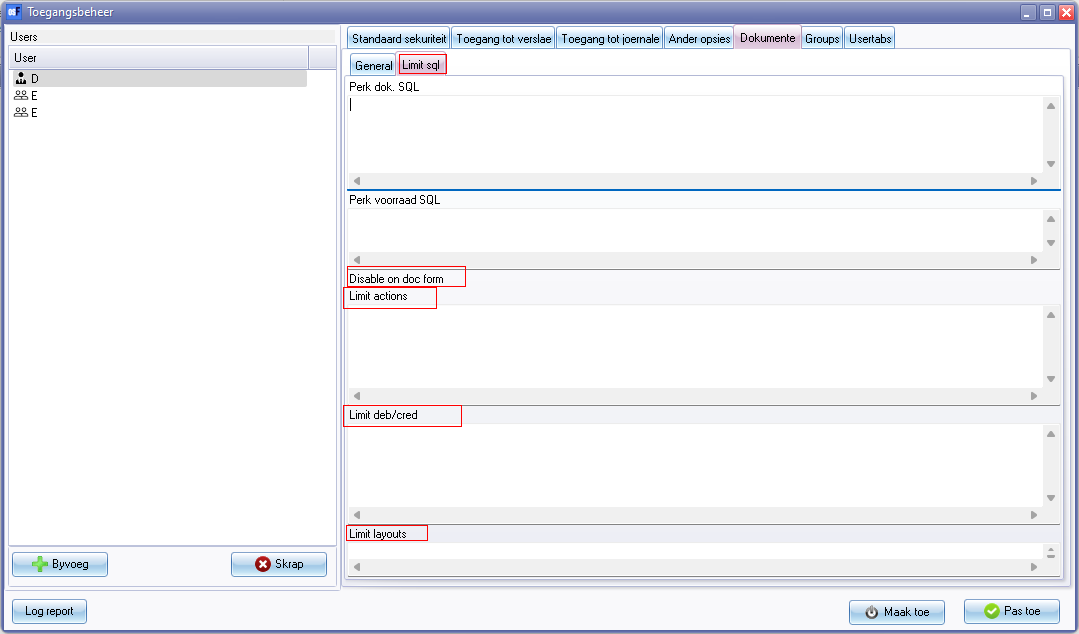 Toegangsbeheer
Users
User
D
E
E
Byvoeg
Skrap
Log report
Standaard sekuriteit
Toegang tot verslae
Toegang tot joernale
Ander opsies
Dokumente
Groups
Usertabs
General
Limit sql
Perk dok. SQL
Perk voorraad SQL
Disable on doc form
Limit actions
Limit deb/cred
Limit layouts
Maak toe
Pas toe